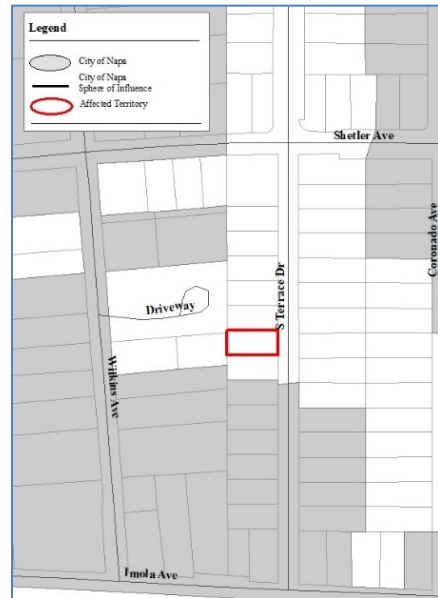 Legend
City of Napa
City of Napa
Sphere of Influence
Affected Territory
Shetler Ave
Coronado Ave
S Terrace Dr
Driveway
Wilkins Ave
Imola Ave